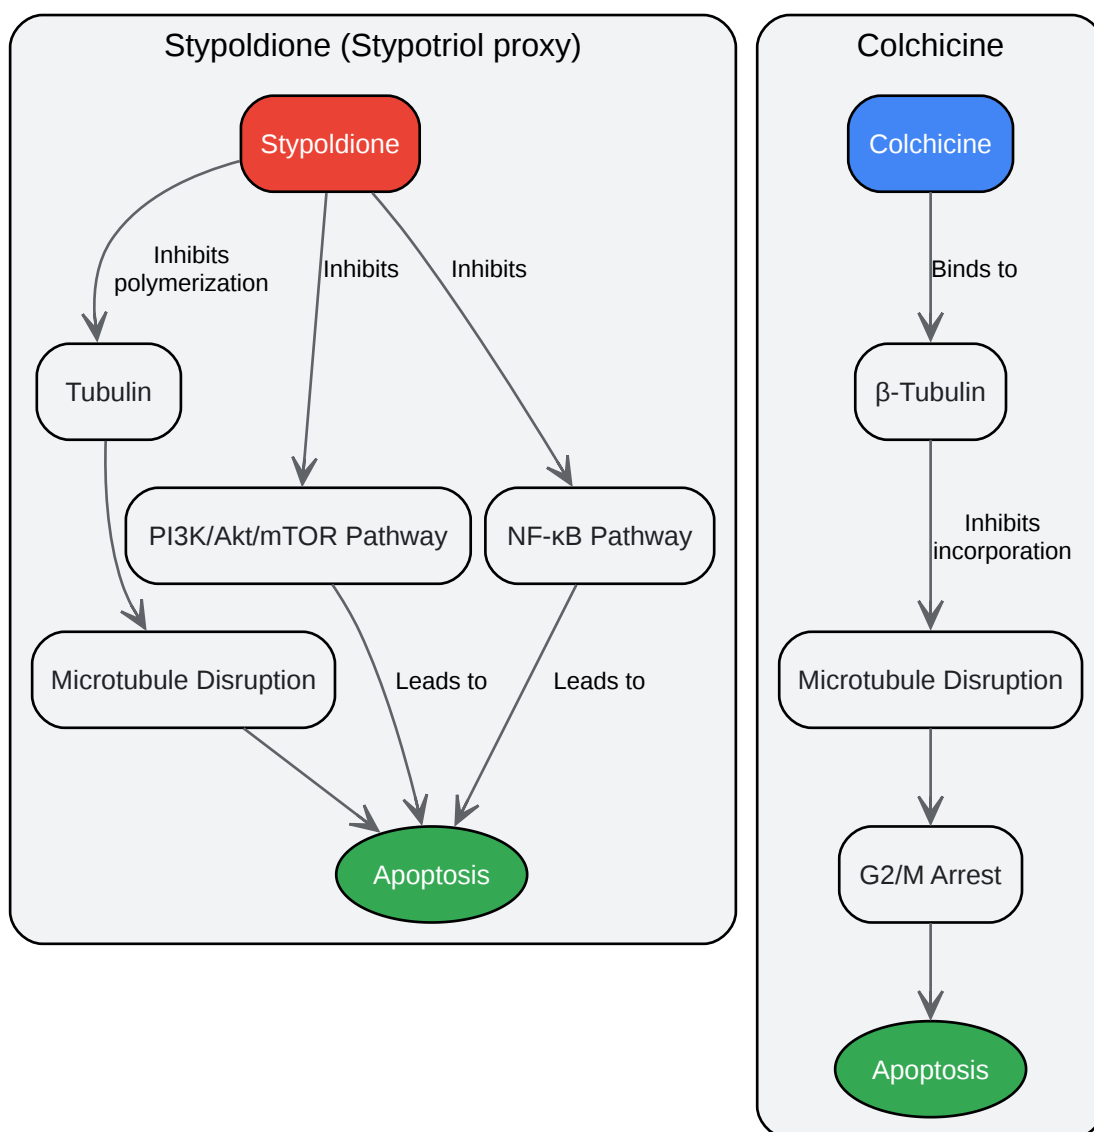 Stypoldione (Stypotriol proxy)
Stypoldione
Inhibits
polymerization
Inhibits
Inhibits
Tubulin
PI3K/Akt/mTOR Pathway
NF-κB Pathway
Microtubule Disruption
Leads to
Leads to
Apoptosis
Colchicine
Colchicine
Binds to
β-Tubulin
Inhibits
incorporation
Microtubule Disruption
G2/M Arrest
Apoptosis